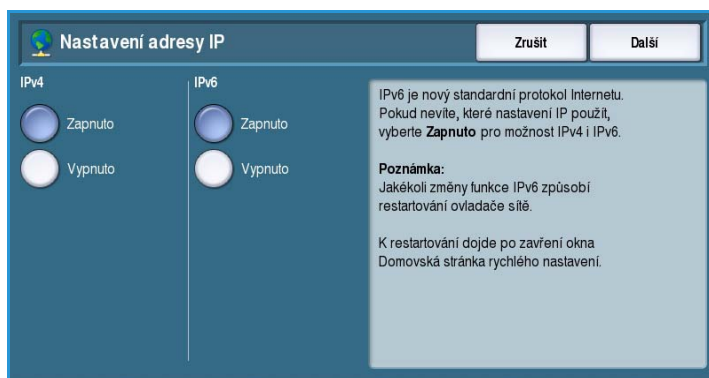 Nastavení adresy IP
Zrušit
Další
IPv4
Zapnuto
Vypnuto
IPv6
Zapnuto
Vypnuto
IPv6 je nový standardní protokol Internetu.
Pokud nevíte, které nastavení IP použít,
vyberte Zapnuto pro možnost IPv4 i IPv6.
Poznámka:
Jakékoli změny funkce IPv6 způsobí
restartování ovladače sítě.
K restartování dojde po zavření okna
Domovská stránka rychlého nastavení.